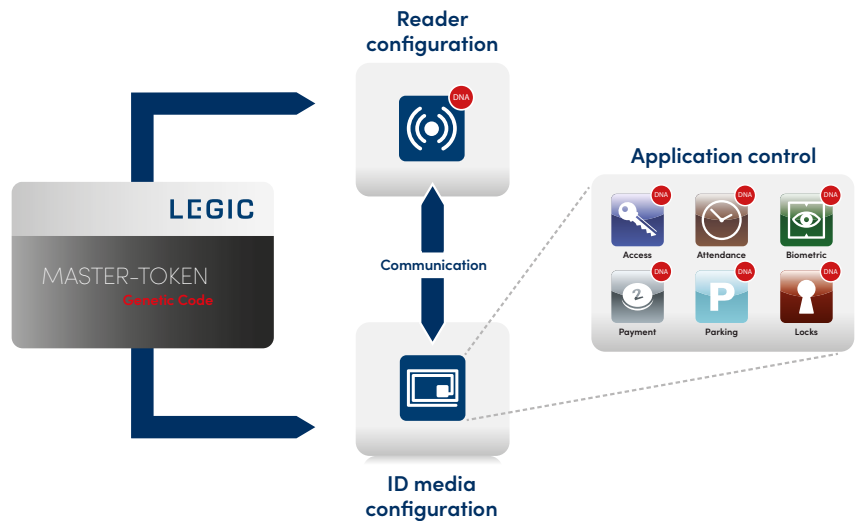 Reader
configuration
DNA
LEGIC
MASTER-TOKEN
Genetic Code
Communication
Application control
DNA
DNA
DNA
Access
Attendance
Biometric
DNA
DNA
2
P
Payment
Parking
Locks
ID media
configuration